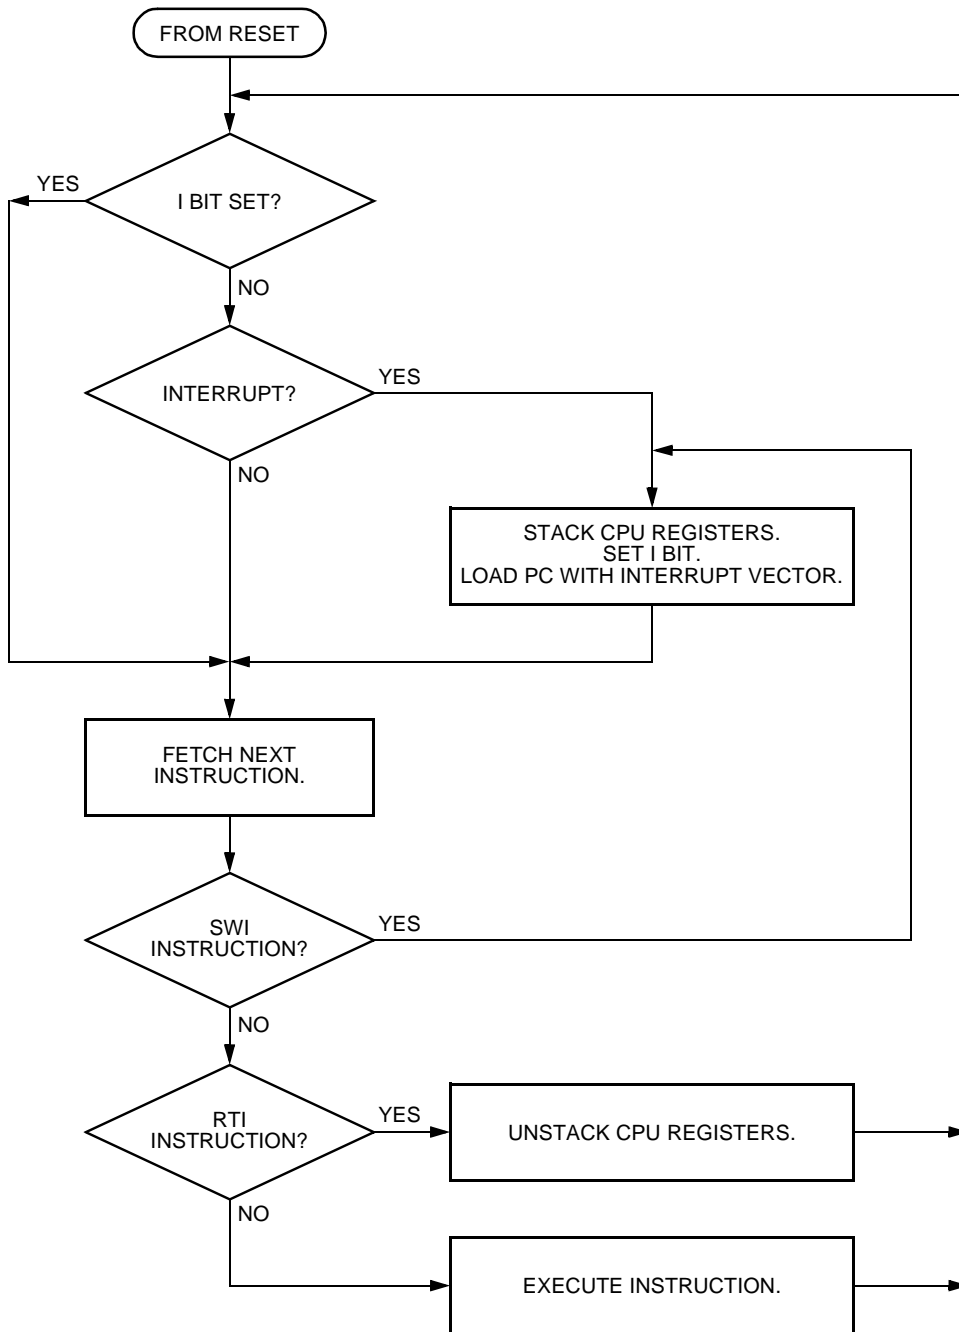 FROM RESET
YES
I BIT SET?
NO
INTERRUPT?
YES
NO
STACK CPU REGISTERS.
SET I BIT.
LOAD PC WITH INTERRUPT VECTOR.
FETCH NEXT
INSTRUCTION.
SWI
INSTRUCTION?
YES
NO
RTI
INSTRUCTION?
YES
UNSTACK CPU REGISTERS.
NO
EXECUTE INSTRUCTION.